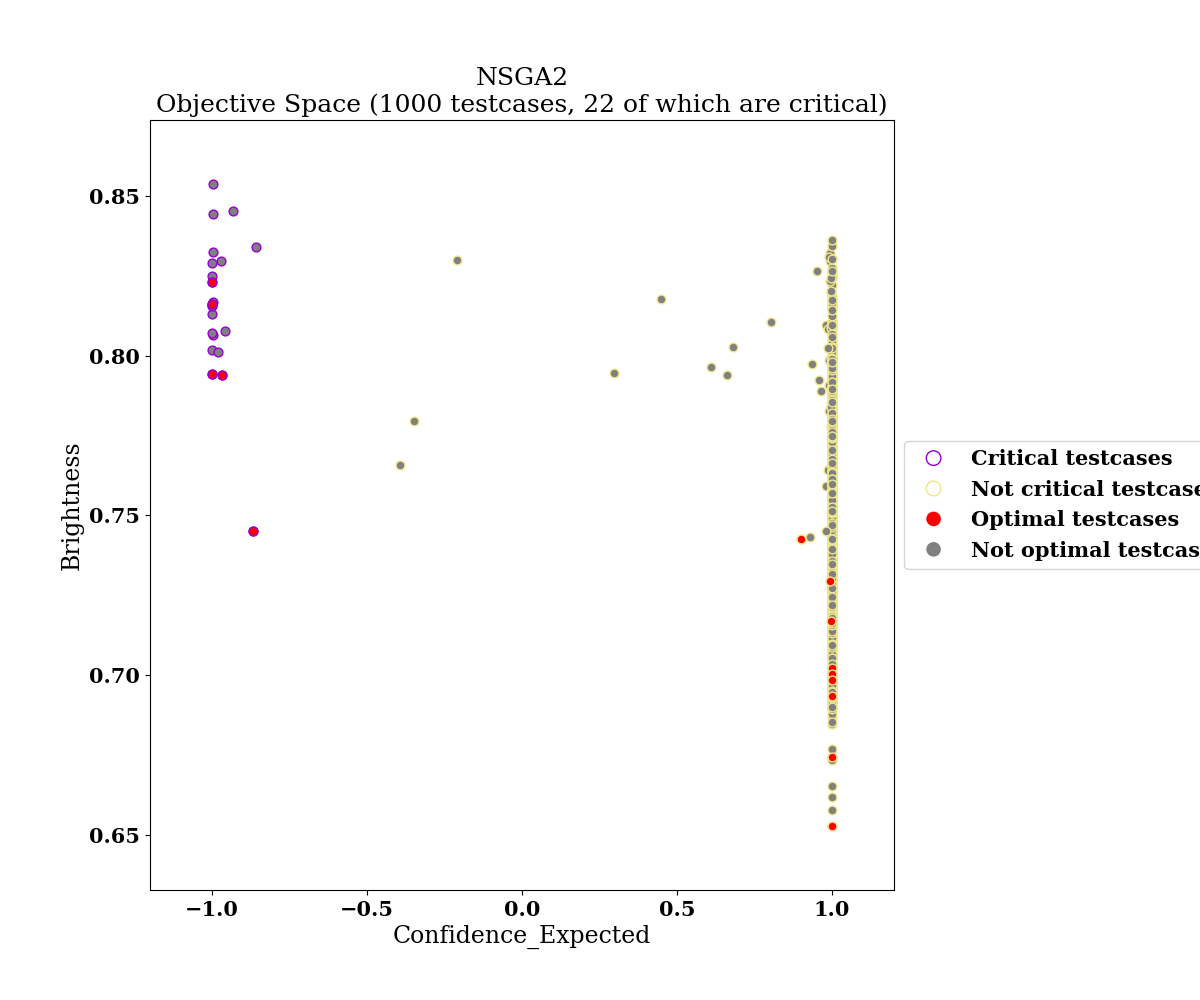 NSGA2
Objective Space (1000 testcases, 22 of which are critical)
0.85
0.80
0.75
0.70
0.65
Brightness
−1.0
−0.5
0.0
0.5
1.0
Confidence_Expected
Critical testcases
Not critical testcase
Optimal testcases
Not optimal testcas